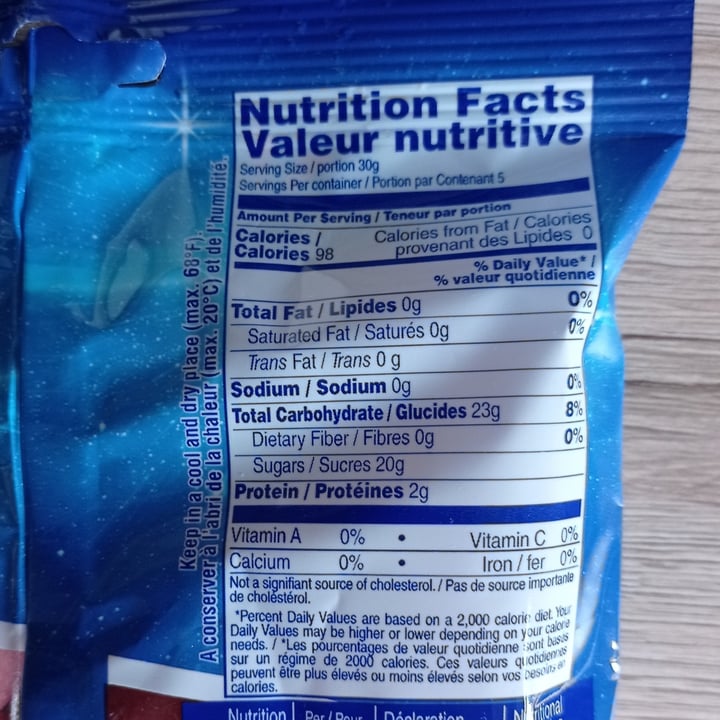 Nutrition Facts
Valeur nutritive
Serving Size / portion 30g
Servings Per container / Portion par Contenant 5
Amount Per Serving / Teneur par portion
Calories /
Calories 98
Calories from Fat / Calories
provenant des Lipides 0
% Daily Value* /
% valeur quotidienne
Total Fat / Lipides 0g 0%
Saturated Fat / Saturés 0g 0%
Trans Fat / Trans 0 g
Sodium / Sodium 0g 0%
Total Carbohydrate / Glucides 23g 8%
Dietary Fiber / Fibres 0g 0%
Sugars / Sucres 20g
Protein / Protéines 2g
Vitamin A 0% • Vitamin C 0%
Calcium 0% • Iron / fer 0%
Not a signifiant source of cholesterol. / Pas de source importante
de choléstérol.
*Percent Daily Values are based on a 2,000 calorie diet. Your
Daily Values may be higher or lower depending on your calorie
needs. / *Les pourcentages de valeur quotidienne sont basés
sur un régime de 2000 calories. Ces valeurs quotidiennes
peuvent être plus élevés ou moins élevés selon vos besoins en
calories.
Nutrition Per / Pour Déclaration
Keep in a cool and dry place (max. 68°F).
A conserver à l'abri de la chaleur (max. 20°C) et de l'humidité.